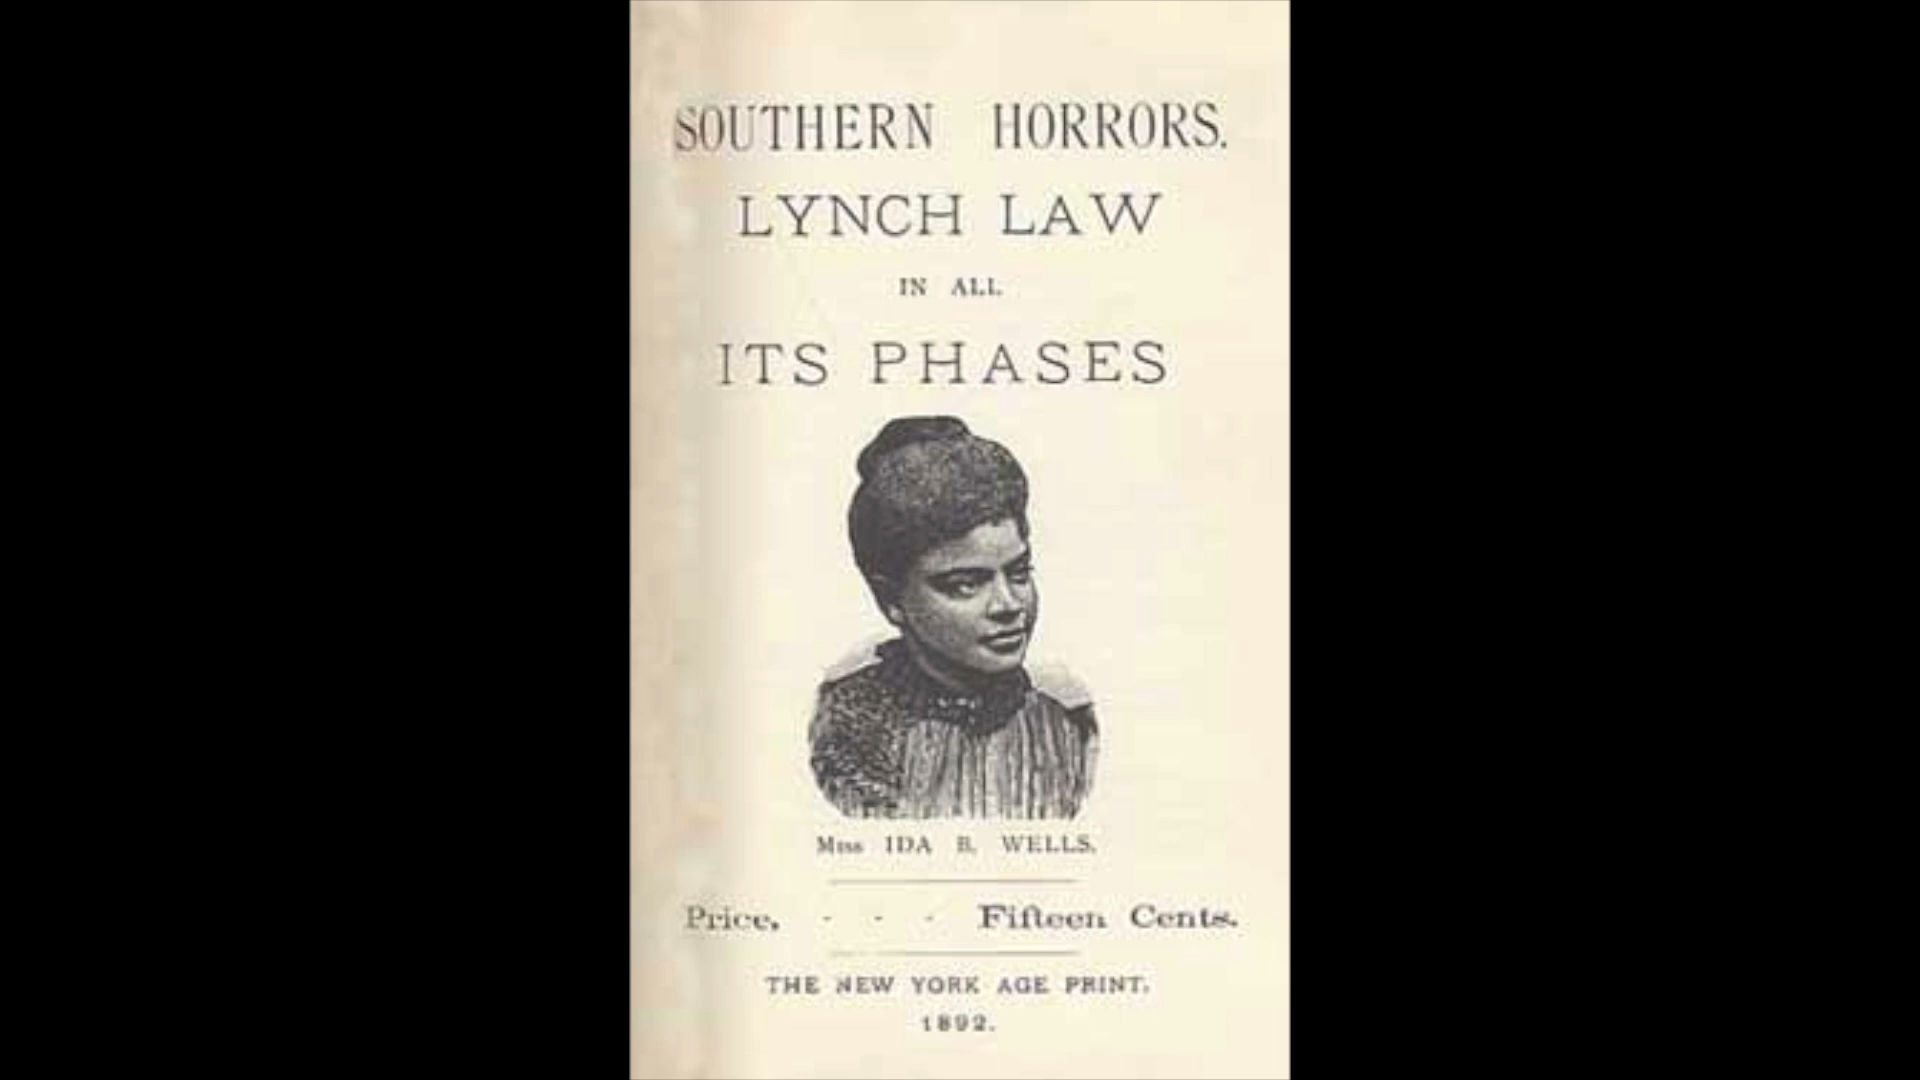 SOUTHERN HORRORS.
LYNCH LAW
IN ALL
ITS PHASES
Miss IDA B. WELLS.
Price, - - - Fifteen Cents.
THE NEW YORK AGE PRINT.
1892.